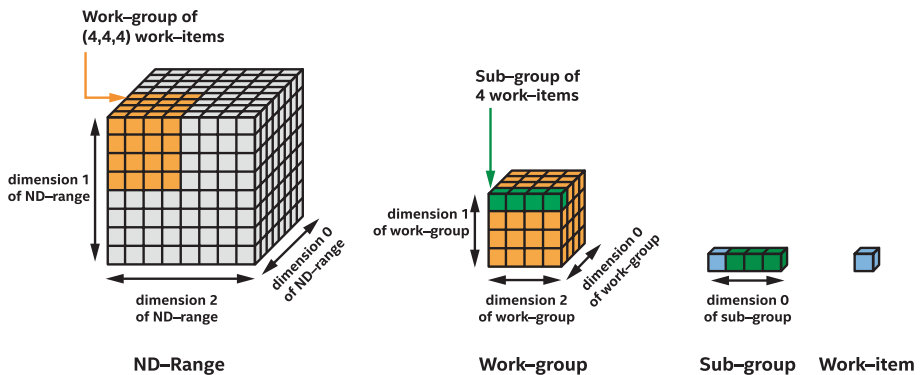 Work–group of
(4,4,4) work–items
dimension 1
of ND–range
dimension 2
of ND–range
dimension 0
of ND–range
ND–Range
Sub–group of
4 work–items
dimension 1
of work–group
dimension 2
of work–group
dimension 0
of work–group
Work–group
dimension 0
of sub–group
Sub–group
Work–item